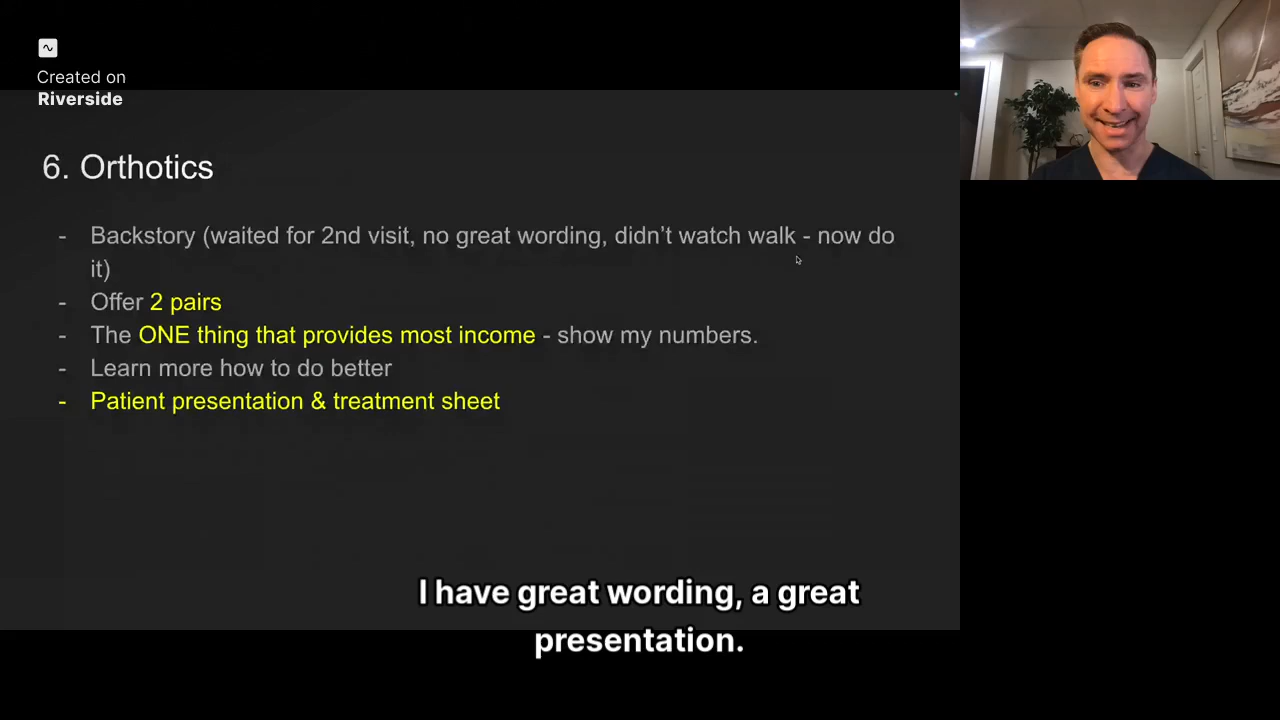 Created on
Riverside
6. Orthotics
- Backstory (waited for 2nd visit, no great wording, didn’t watch walk - now do
it)
- Offer 2 pairs
- The ONE thing that provides most income - show my numbers.
- Learn more how to do better
- Patient presentation & treatment sheet
I have great wording, a great
presentation.